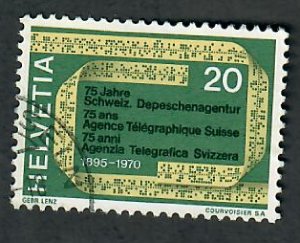 HELVETIA
20
75 Jahre
Schweiz. Depeschenagentur
75 ans
Agence Télégraphique Suisse
75 anni
Agenzia Telegrafica Svizzera
1895-1970
GEBR. LENZ
COURVOISIER S.A.